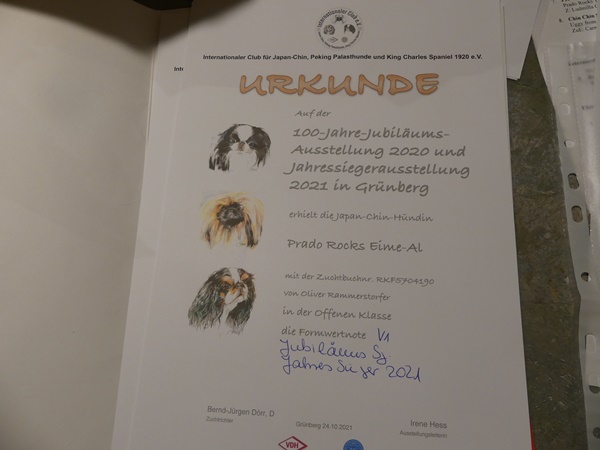 Internationaler Club für Japan-Chin, Peking Palasthunde und King Charles Spaniel 1920 e.V.
URKUNDE
Auf der
100-Jahre-Jubiläums-
Ausstellung 2020 und
Jahressiegerausstellung
2021 in Grünberg
erhielt die Japan-Chin-Hündin
Prado Rocks Eime-Al
mit der Zuchtbuchnr. RKF5704190
von Oliver Rammerstorfer
in der Offenen Klasse
die Formwertnote V1
Jubiläums Sg.
Jahres Sieger 2021
Bernd-Jürgen Dörr, D
Zuchtrichter
Grünberg 24.10.2021
Irene Hess
Ausstellungsleiterin
VDH